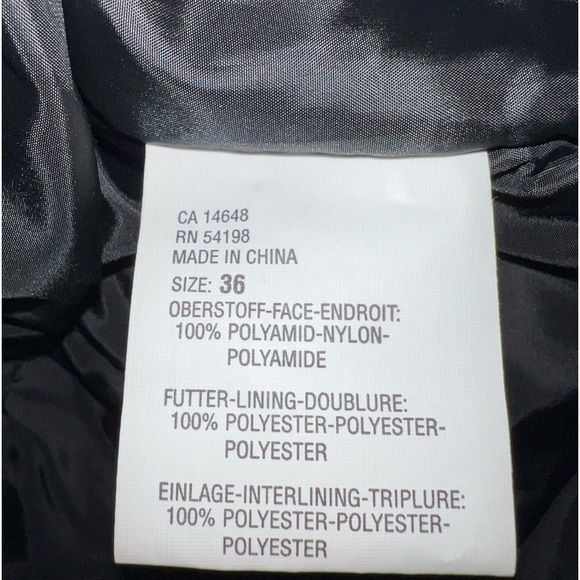 CA 14648
RN 54198
MADE IN CHINA
SIZE: 36
OBERSTOFF-FACE-ENDROIT:
100% POLYAMID-NYLON-
POLYAMIDE
FUTTER-LINING-DOUBLURE:
100% POLYESTER-POLYESTER-
POLYESTER
EINLAGE-INTERLINING-TRIPLURE:
100% POLYESTER-POLYESTER-
POLYESTER